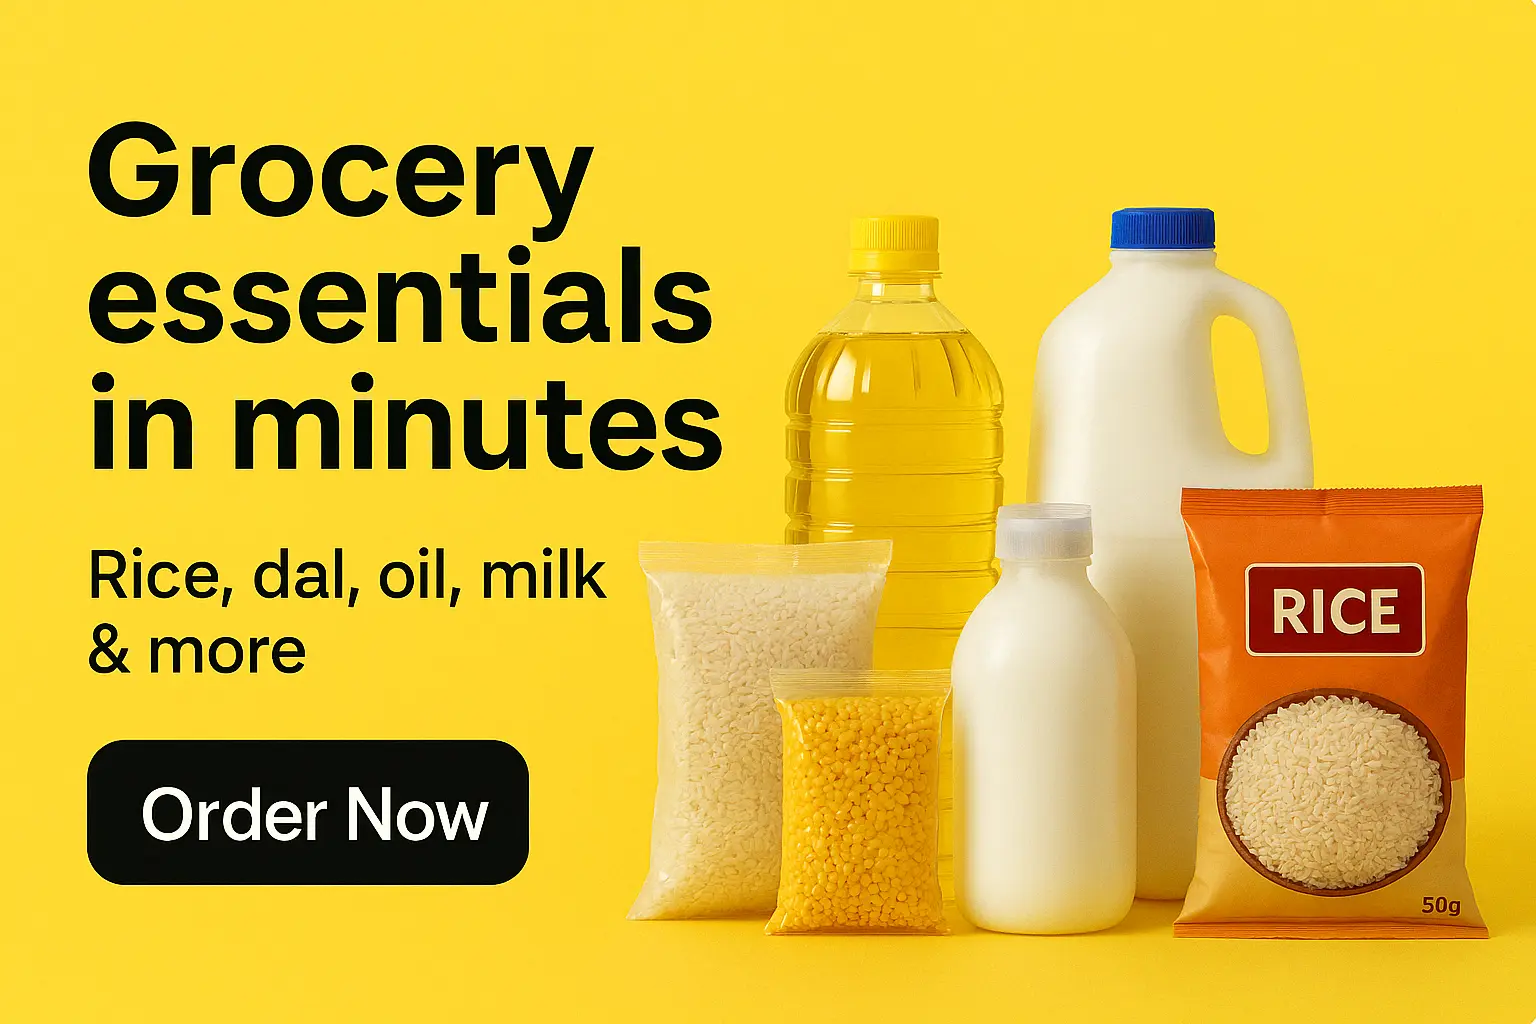 Grocery
essentials
in minutes
Rice, dal, oil, milk
& more
Order Now
RICE
50g